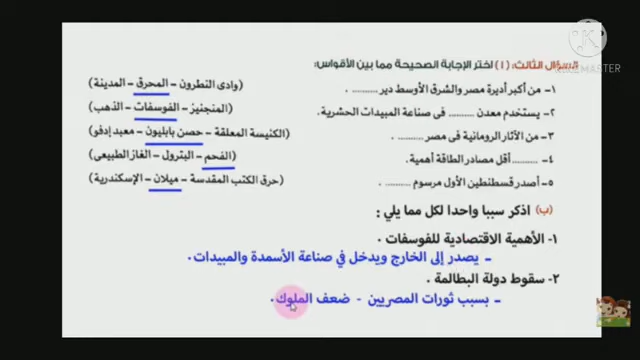 السؤال الثالث: (أ) اختر الإجابة الصحيحة مما بين الأقواس:
١- من أكبر أديرة مصر والشرق الأوسط دير .......... . (وادى النطرون - المحرق - المدينة)
٢- يستخدم معدن .......... فى صناعة المبيدات الحشرية. (المنجنيز - الفوسفات - الذهب)
٣- من الآثار الرومانية فى مصر .......... . (الكنيسة المعلقة - حصن بابليون - معبد إدفو)
٤- .......... أقل مصادر الطاقة أهمية. (الفحم - البترول - الغاز الطبيعى)
٥- أصدر قسطنطين الأول مرسوم .......... . (حرق الكتب المقدسة - ميلان - الإسكندرية)
(ب) اذكر سببا واحدا لكل مما يلي :
١- الأهمية الاقتصادية للفوسفات .
- يصدر إلى الخارج ويدخل في صناعة الأسمدة والمبيدات .
٢- سقوط دولة البطالمة .
- بسبب ثورات المصريين - ضعف الملوك .